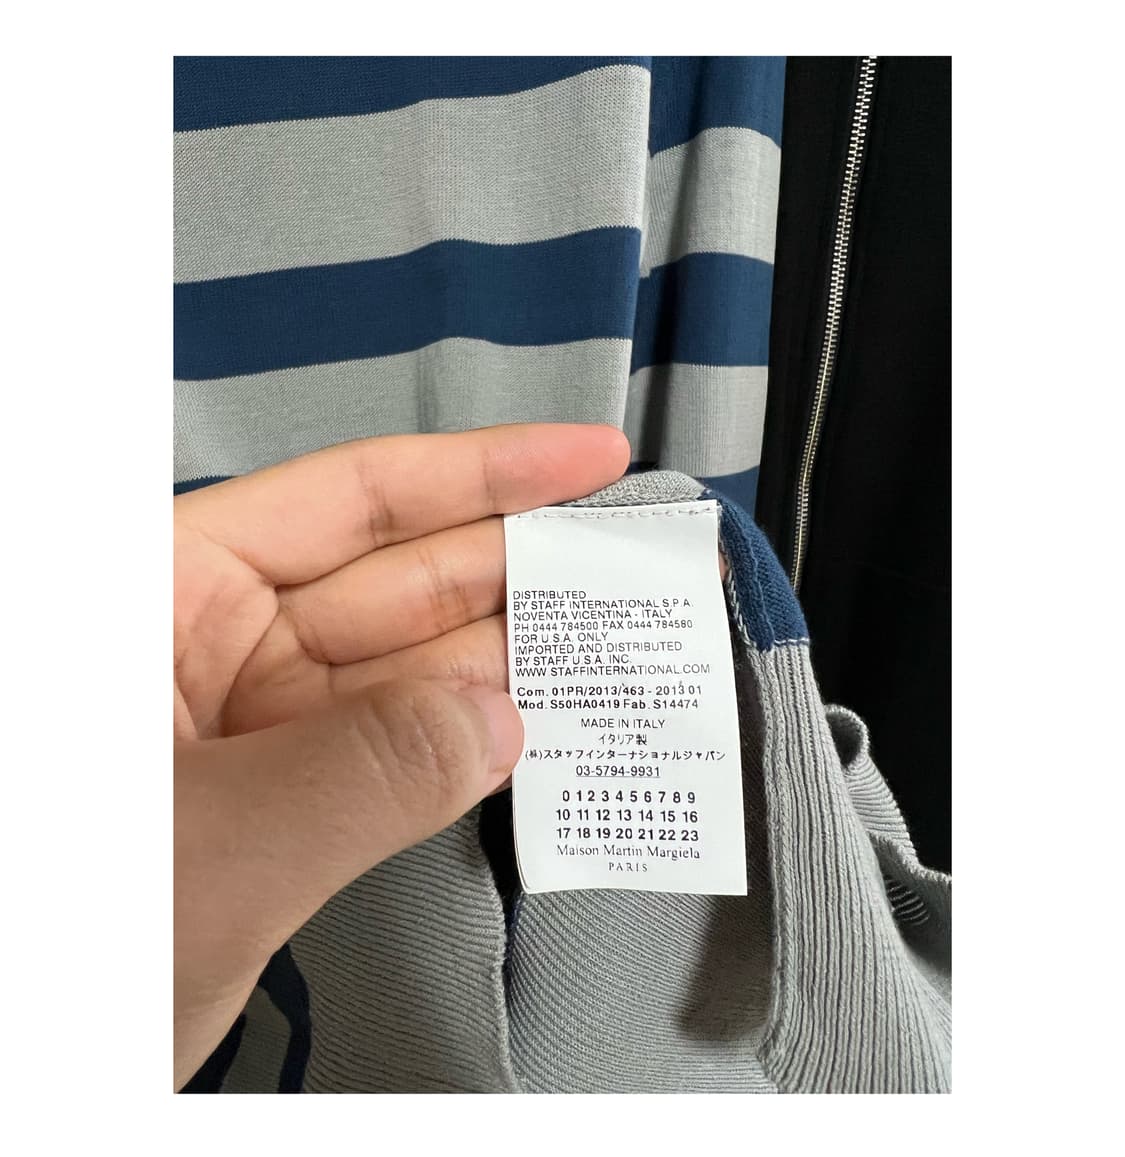 DISTRIBUTED
BY STAFF INTERNATIONAL S.P.A.
NOVENTA VICENTINA - ITALY
PH 0444 784500 FAX 0444 784580
FOR U.S.A. ONLY
IMPORTED AND DISTRIBUTED
BY STAFF U.S.A. INC.
WWW.STAFFINTERNATIONAL.COM
Com. 01PR/2013/463 - 2013 01
Mod. S50HA0419 Fab. S14474
MADE IN ITALY
イタリア製
(株)スタッフインターナショナルジャパン
03-5794-9931
0 1 2 3 4 5 6 7 8 9
10 11 12 13 14 15 16
17 18 19 20 21 22 23
Maison Martin Margiela
PARIS